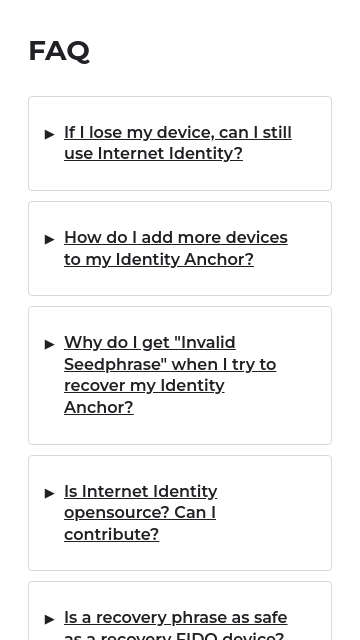 FAQ
If I lose my device, can I still
use Internet Identity?
How do I add more devices
to my Identity Anchor?
Why do I get "Invalid
Seedphrase" when I try to
recover my Identity
Anchor?
Is Internet Identity
opensource? Can I
contribute?
Is a recovery phrase as safe
as a recovery FIDO device?